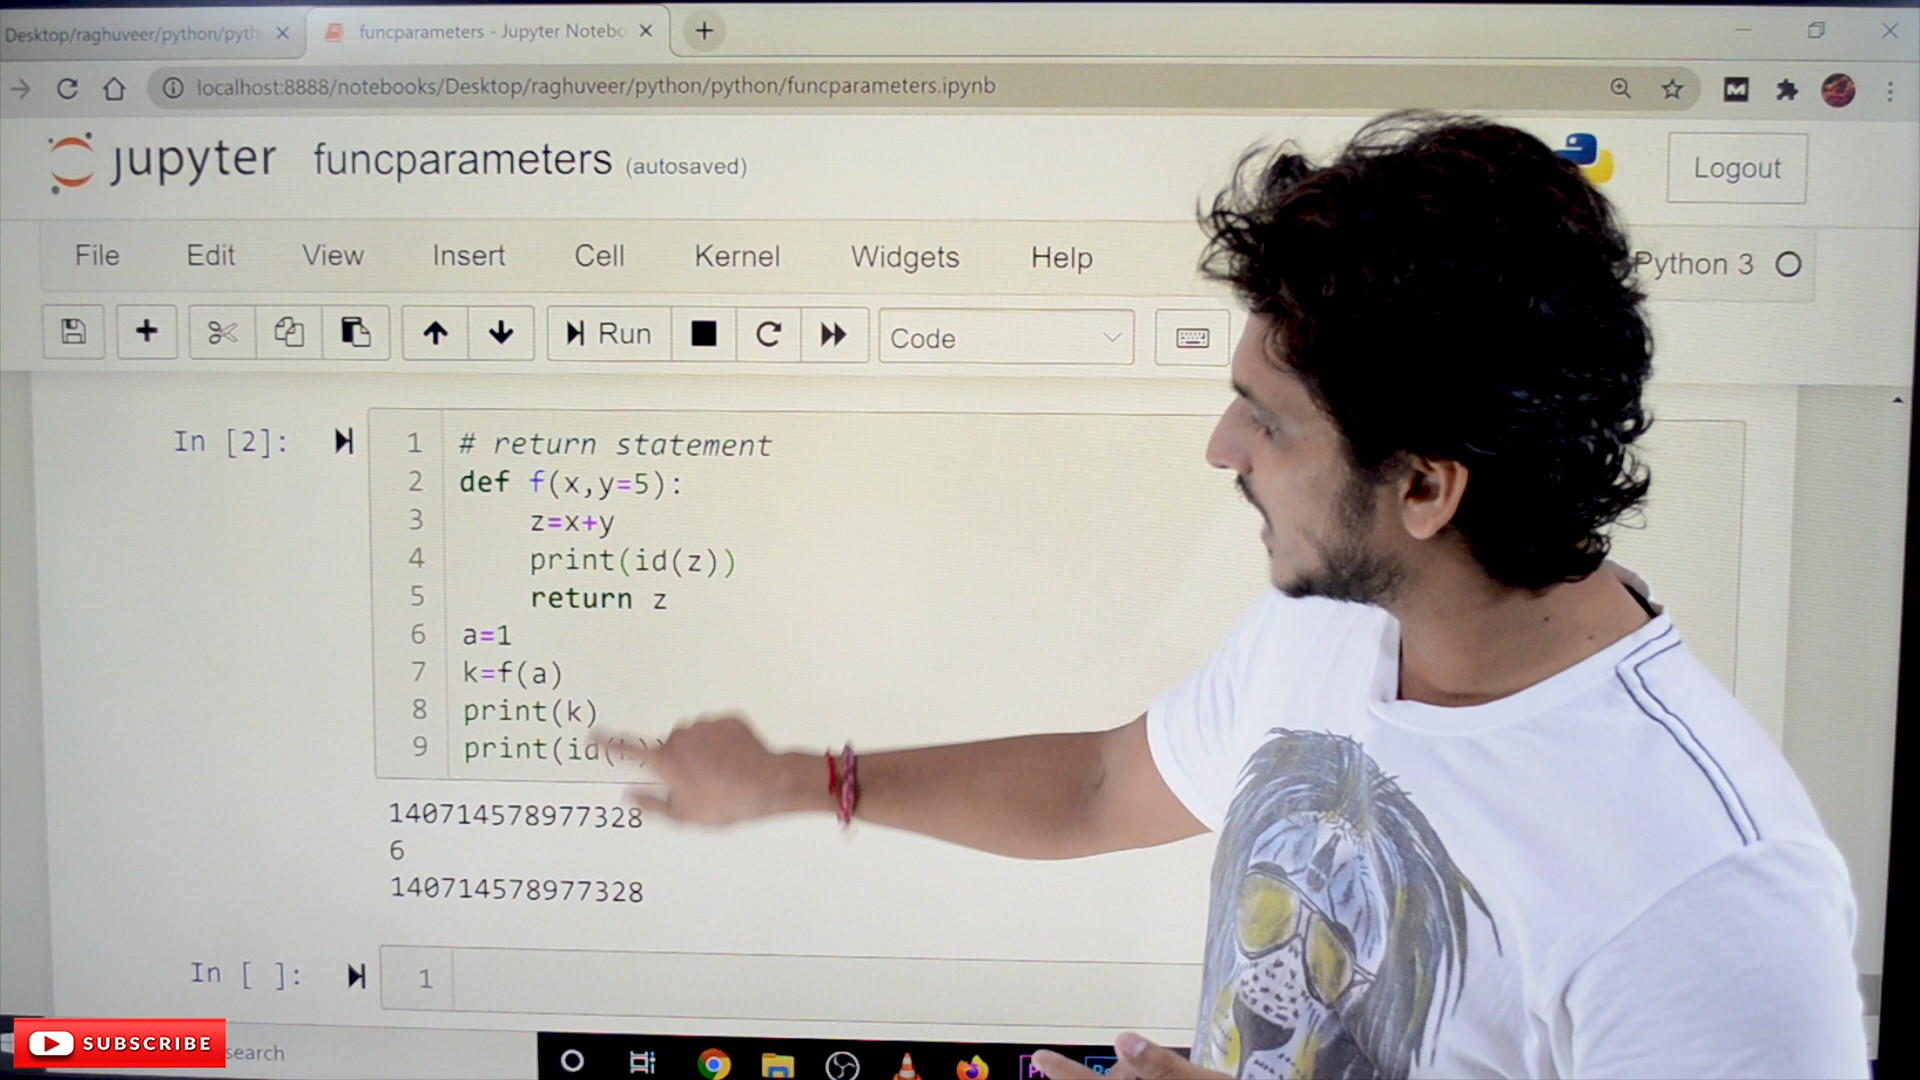 Desktop/raghuveer/python/pyth
funcparameters - Jupyter Notebo
localhost:8888/notebooks/Desktop/raghuveer/python/python/funcparameters.ipynb
jupyter funcparameters (autosaved)
Logout
File Edit View Insert Cell Kernel Widgets Help
Python 3
Run
Code
In [2]:
1 # return statement
2 def f(x,y=5):
3 z=x+y
4 print(id(z))
5 return z
6 a=1
7 k=f(a)
8 print(k)
9 print(id(k))
140714578977328
6
140714578977328
In [ ]:
1
SUBSCRIBE
search